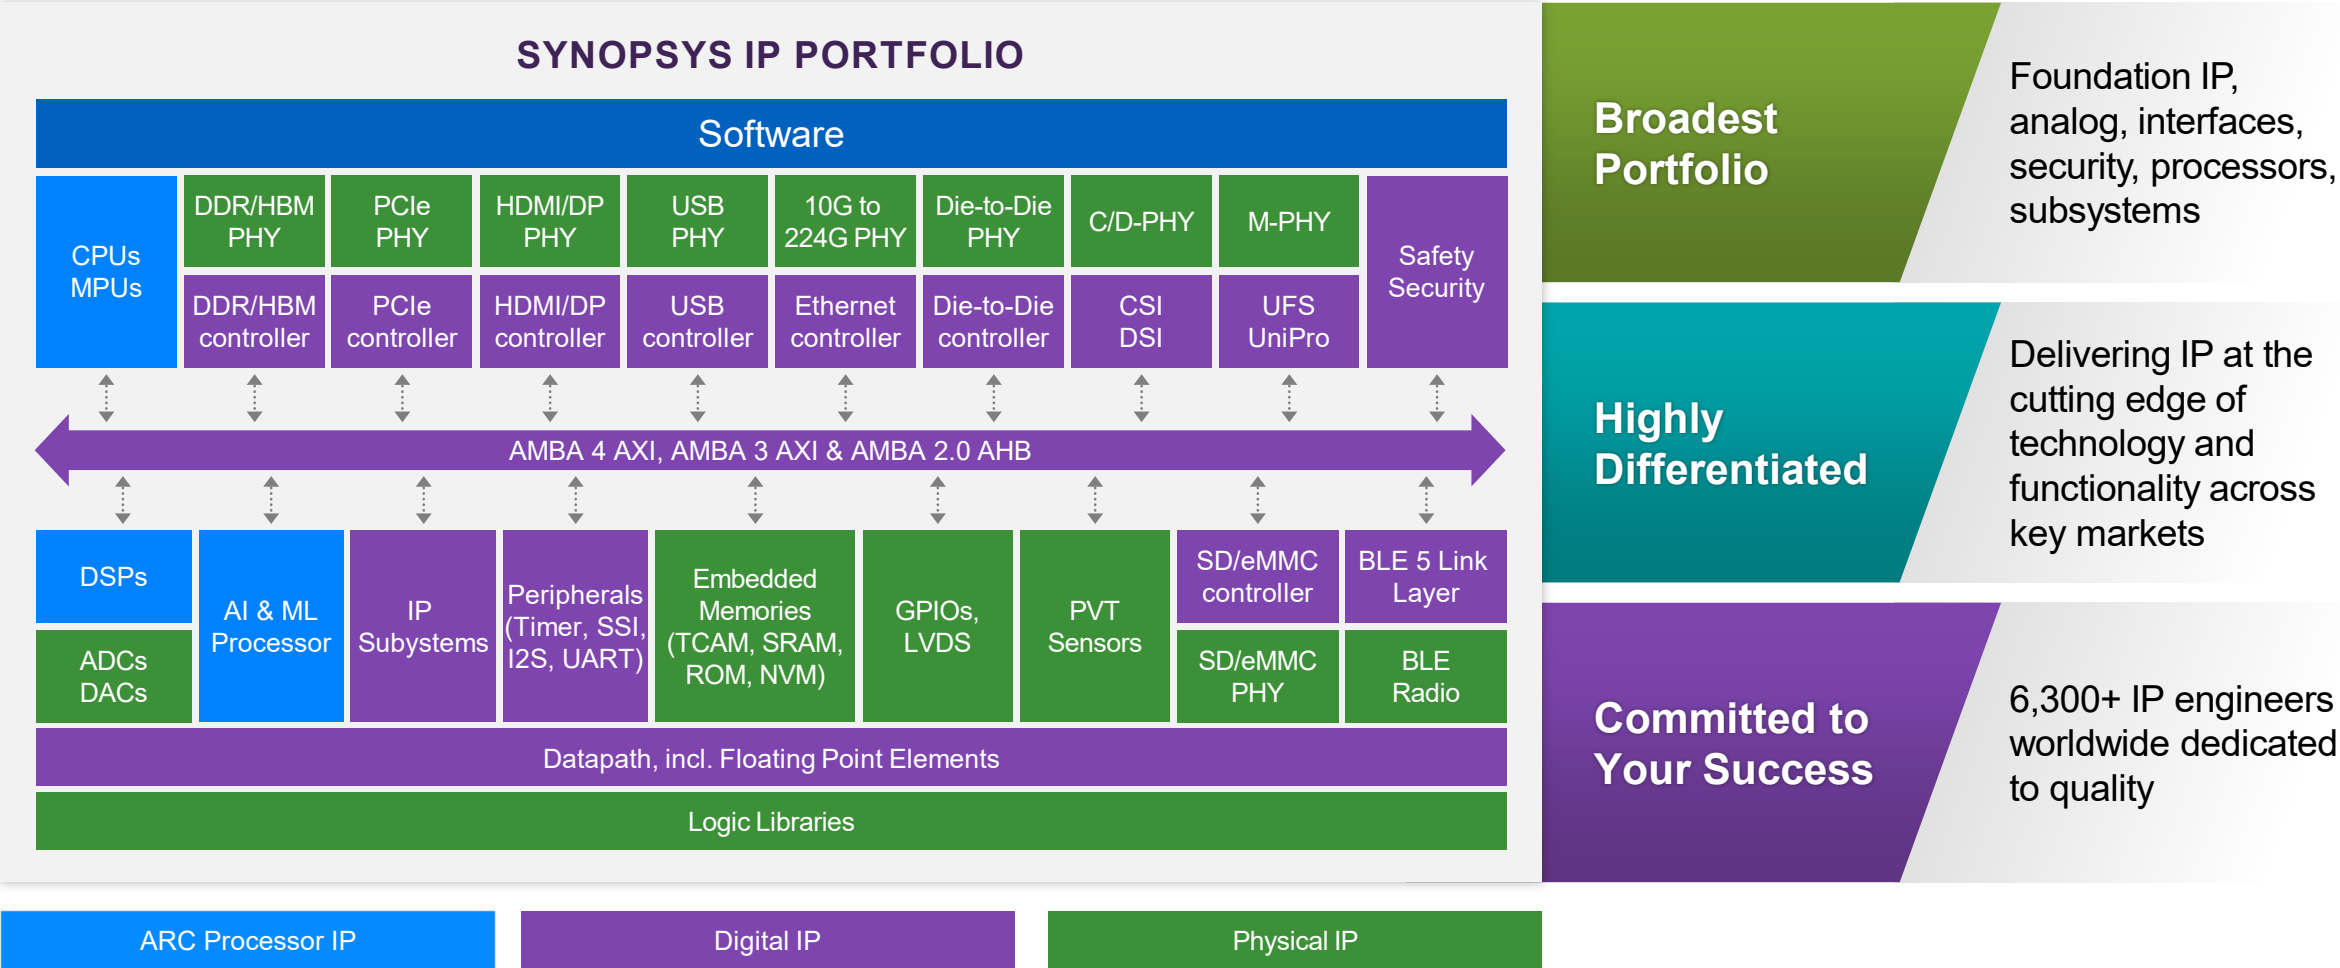 SYNOPSYS IP PORTFOLIO
Software
CPUs
MPUs
DDR/HBM
PHY
PCIe
PHY
HDMI/DP
PHY
USB
PHY
10G to
224G PHY
Die-to-Die
PHY
C/D-PHY
M-PHY
Safety
Security
DDR/HBM
controller
PCIe
controller
HDMI/DP
controller
USB
controller
Ethernet
controller
Die-to-Die
controller
CSI
DSI
UFS
UniPro
AMBA 4 AXI, AMBA 3 AXI & AMBA 2.0 AHB
DSPs
ADCs
DACs
AI & ML
Processor
IP
Subystems
Peripherals
(Timer, SSI,
I2S, UART)
Embedded
Memories
(TCAM, SRAM,
ROM, NVM)
GPIOs,
LVDS
PVT
Sensors
SD/eMMC
controller
SD/eMMC
PHY
BLE 5 Link
Layer
BLE
Radio
Datapath, incl. Floating Point Elements
Logic Libraries
ARC Processor IP
Digital IP
Physical IP
Broadest
Portfolio
Foundation IP,
analog, interfaces,
security, processors,
subsystems
Highly
Differentiated
Delivering IP at the
cutting edge of
technology and
functionality across
key markets
Committed to
Your Success
6,300+ IP engineers
worldwide dedicated
to quality